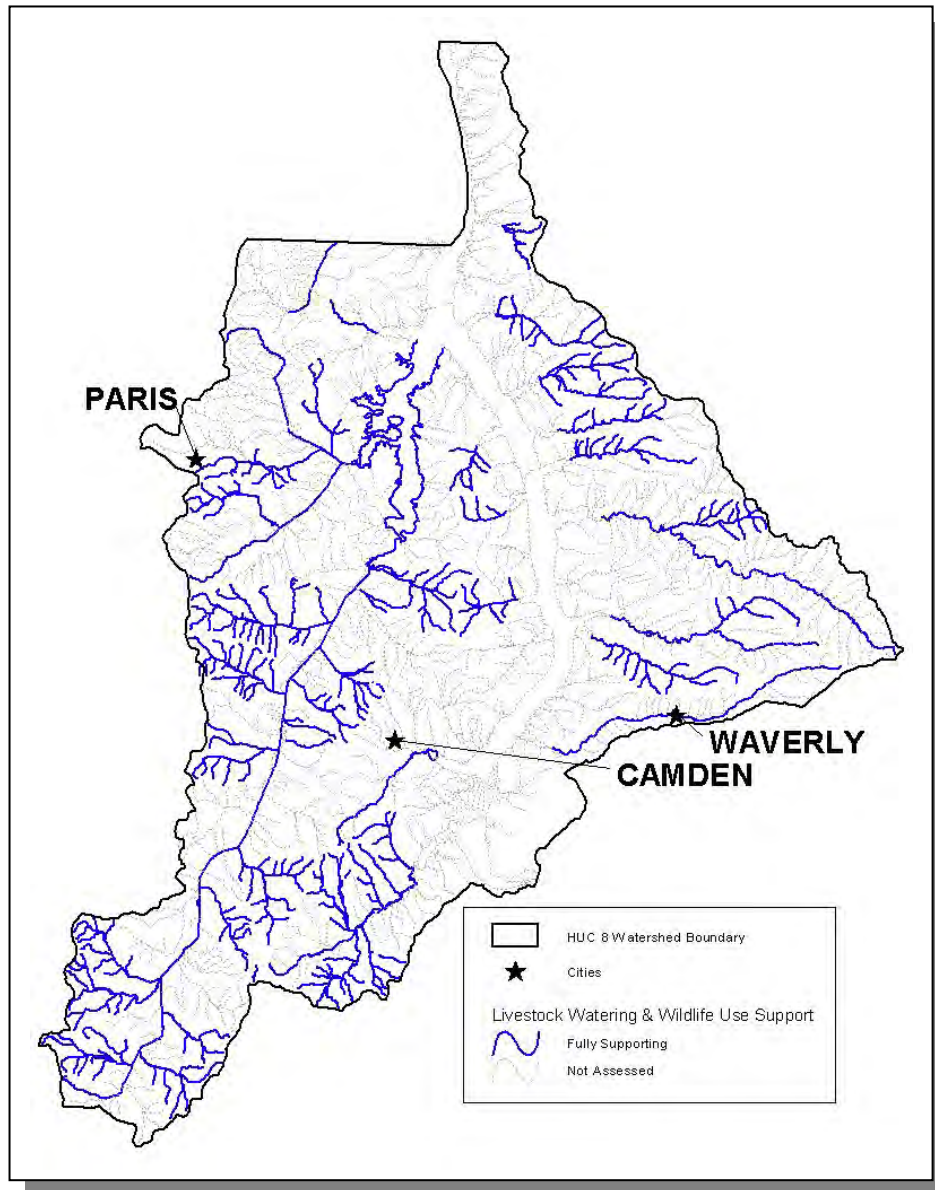 PARIS
WAVERLY
CAMDEN
HUC 8 Watershed Boundary
Cities
Livestock Watering & Wildlife Use Support
Fully Supporting
Not Assessed